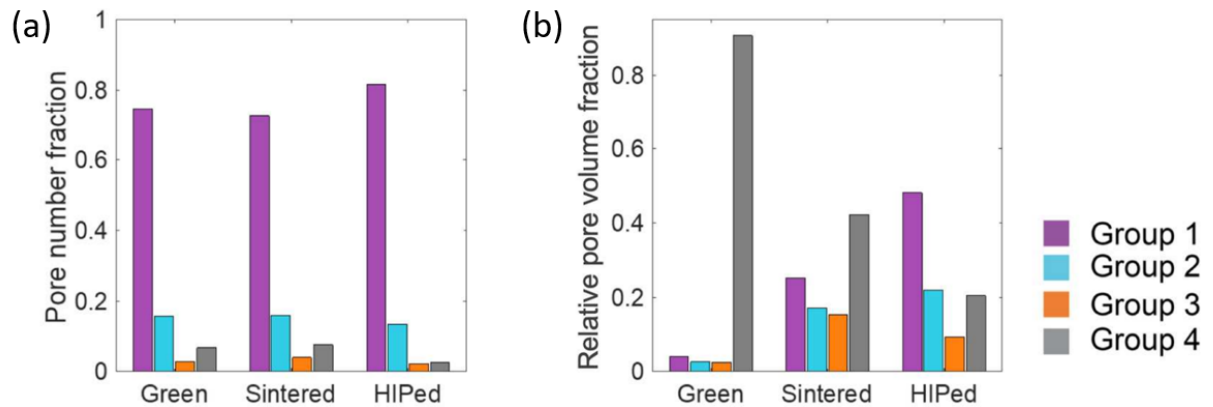 (a)
Pore number fraction
1
0.8
0.6
0.4
0.2
0
Green Sintered HIPed
(b)
Relative pore volume fraction
0.8
0.6
0.4
0.2
0
Green Sintered HIPed
Group 1
Group 2
Group 3
Group 4